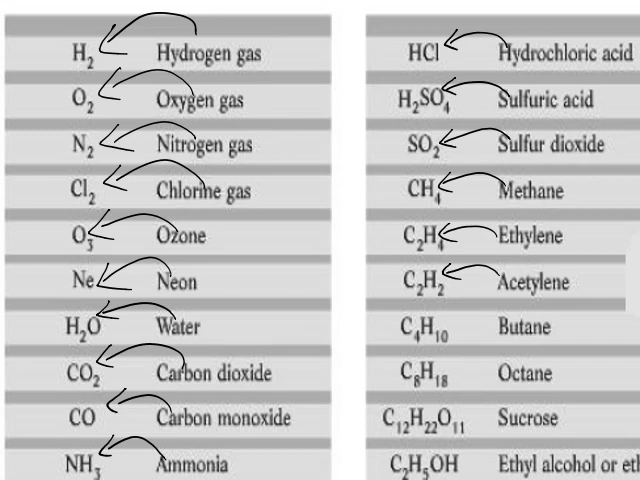 H₂ Hydrogen gas
O₂ Oxygen gas
N₂ Nitrogen gas
Cl₂ Chlorine gas
O₃ Ozone
Ne Neon
H₂O Water
CO₂ Carbon dioxide
CO Carbon monoxide
NH₃ Ammonia
HCl Hydrochloric acid
H₂SO₄ Sulfuric acid
SO₂ Sulfur dioxide
CH₄ Methane
C₂H₄ Ethylene
C₂H₂ Acetylene
C₄H₁₀ Butane
C₈H₁₈ Octane
C₁₂H₂₂O₁₁ Sucrose
C₂H₅OH Ethyl alcohol or eth